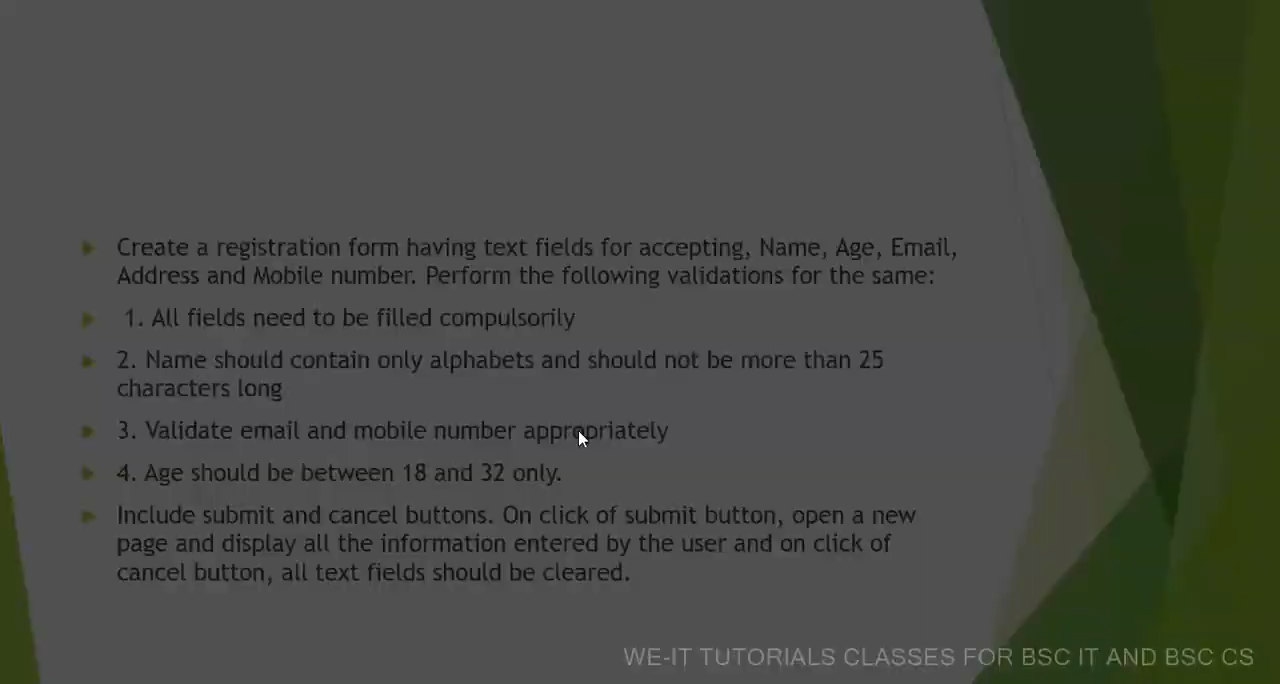 Create a registration form having text fields for accepting, Name, Age, Email,
Address and Mobile number. Perform the following validations for the same:
1. All fields need to be filled compulsorily
2. Name should contain only alphabets and should not be more than 25
characters long
3. Validate email and mobile number appropriately
4. Age should be between 18 and 32 only.
Include submit and cancel buttons. On click of submit button, open a new
page and display all the information entered by the user and on click of
cancel button, all text fields should be cleared.
WE-IT TUTORIALS CLASSES FOR BSC IT AND BSC CS